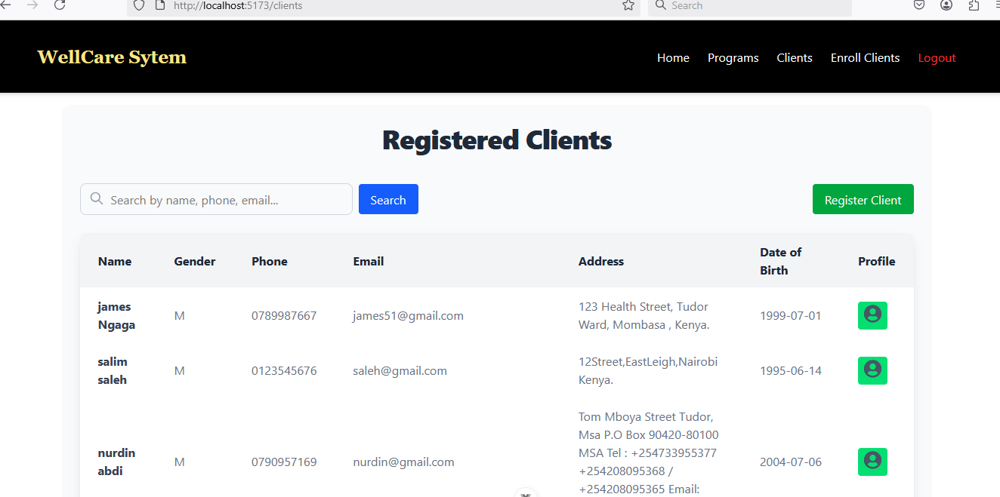 http://localhost:5173/clients
Search
WellCare Sytem
Home Programs Clients Enroll Clients Logout
Registered Clients
Search by name, phone, email... Search Register Client
Name Gender Phone Email Address Date of Birth Profile
james Ngaga M 0789987667 james51@gmail.com 123 Health Street, Tudor
Ward, Mombasa , Kenya. 1999-07-01
salim saleh M 0123545676 saleh@gmail.com 12Street,EastLeigh,Nairobi
Kenya. 1995-06-14
nurdin abdi M 0790957169 nurdin@gmail.com Tom Mboya Street Tudor,
Msa P.O Box 90420-80100
MSA Tel : +254733955377
+254208095368 /
+254208095365 Email:
2004-07-06